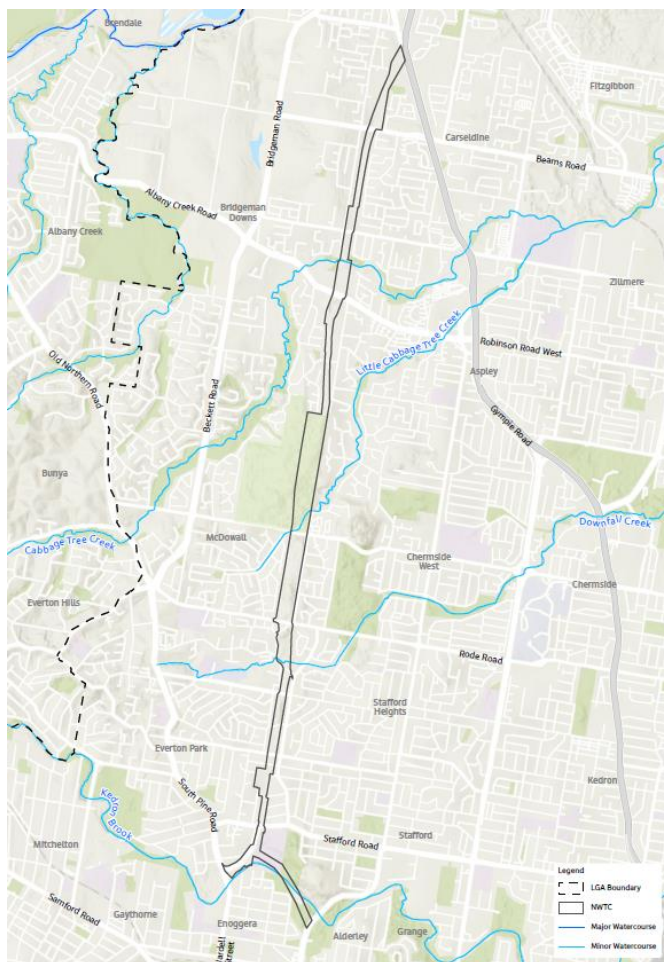 Brendale
Fitzgibbon
Bridgeman Road
Carseldine
Beams Road
Albany Creek Road
Bridgeman
Downs
Albany Creek
Zillmere
Little Cabbage Tree Creek
Robinson Road West
Old Northern Road
Aspley
Beckett Road
Gympie Road
Bunya
McDowall
Downfall Creek
Cabbage Tree Creek
Chermside
West
Chermside
Everton Hills
Rode Road
Stafford
Heights
Everton Park
Kedron
South Pine Road
Kedron Brook
Stafford Road
Stafford
Mitchelton
Samford Road
Gaythorne
Enoggera
Alderley
Grange
Street
Legend
LGA Boundary
NWTC
Major Watercourse
Minor Watercourse